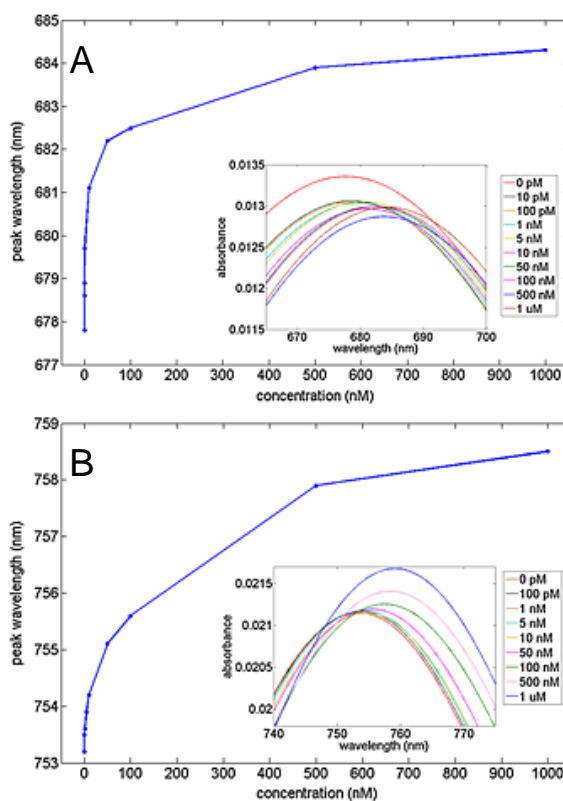 A
685
684
683
682
681
680
679
678
677
peak wavelength (nm)
0 100 200 300 400 500 600 700 800 900 1000
concentration (nM)
0.0135
0.013
0.0125
0.012
0.0115
absorbance
670 680 690 700
wavelength (nm)
0 pM
10 pM
100 pM
1 nM
5 nM
10 nM
50 nM
100 nM
500 nM
1 uM
B
759
758
757
756
755
754
753
peak wavelength (nm)
0 100 200 300 400 500 600 700 800 900 1000
concentration (nM)
0.0215
0.021
0.0205
0.02
absorbance
740 750 760 770
wavelength (nm)
0 pM
100 pM
1 nM
5 nM
10 nM
50 nM
100 nM
500 nM
1 uM